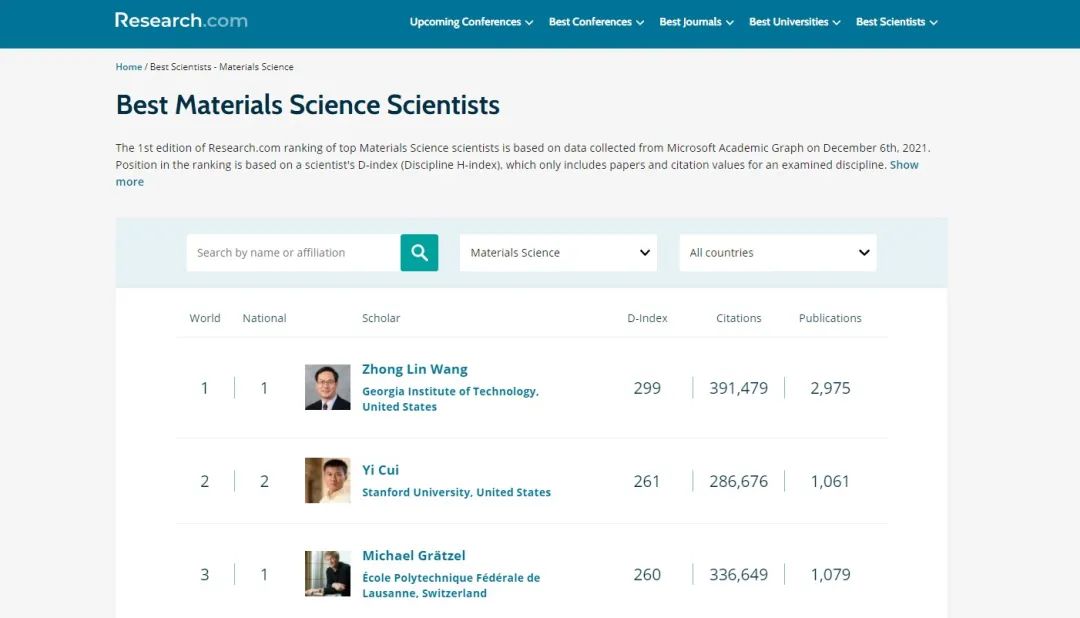 Research.com
Upcoming Conferences Best Conferences Best Journals Best Universities Best Scientists
Home / Best Scientists - Materials Science
Best Materials Science Scientists
The 1st edition of Research.com ranking of top Materials Science scientists is based on data collected from Microsoft Academic Graph on December 6th, 2021.
Position in the ranking is based on a scientist's D-index (Discipline H-index), which only includes papers and citation values for an examined discipline. Show
more
Search by name or affiliation Materials Science All countries
World National Scholar D-Index Citations Publications
Zhong Lin Wang
1 1 Georgia Institute of Technology, 299 391,479 2,975
United States
Yi Cui
2 2 261 286,676 1,061
Stanford University, United States
Michael Grätzel
3 1 École Polytechnique Fédérale de 260 336,649 1,079
Lausanne, Switzerland